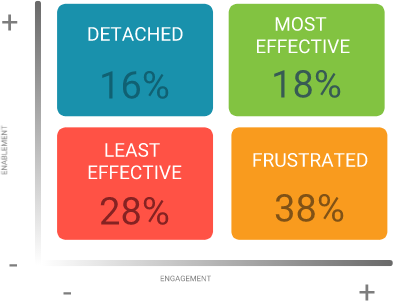 +
DETACHED
16%
MOST
EFFECTIVE
18%
ENABLEMENT
LEAST
EFFECTIVE
28%
FRUSTRATED
38%
-
ENGAGEMENT
-
+